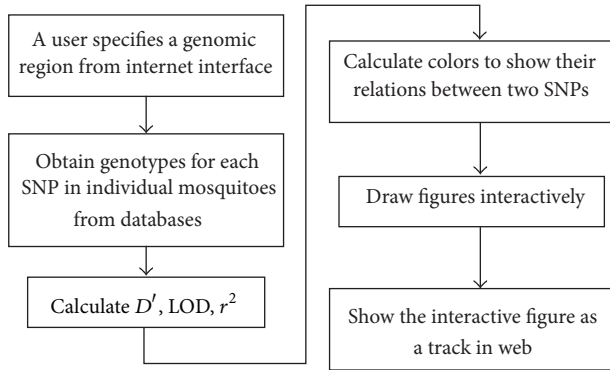 A user specifies a genomic
region from internet interface
Obtain genotypes for each
SNP in individual mosquitoes
from databases
Calculate D′, LOD, r²
Calculate colors to show their
relations between two SNPs
Draw figures interactively
Show the interactive figure as
a track in web